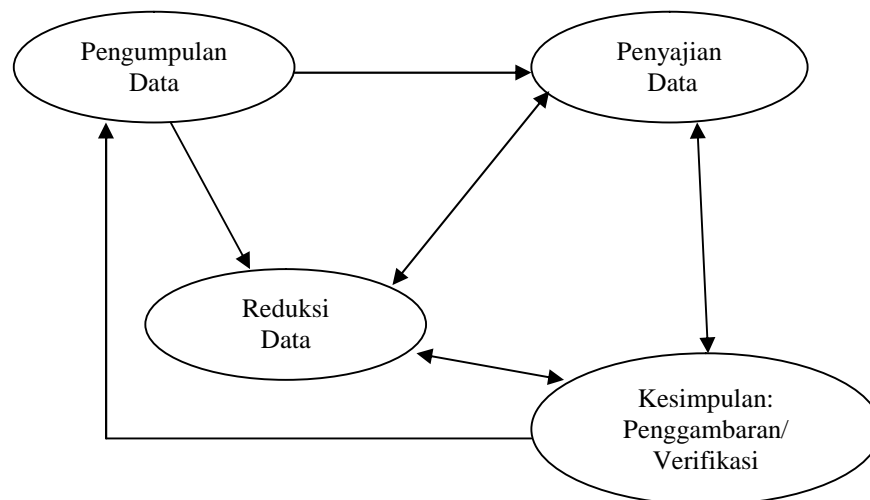 Pengumpulan
Data
Penyajian
Data
Reduksi
Data
Kesimpulan:
Penggambaran/
Verifikasi